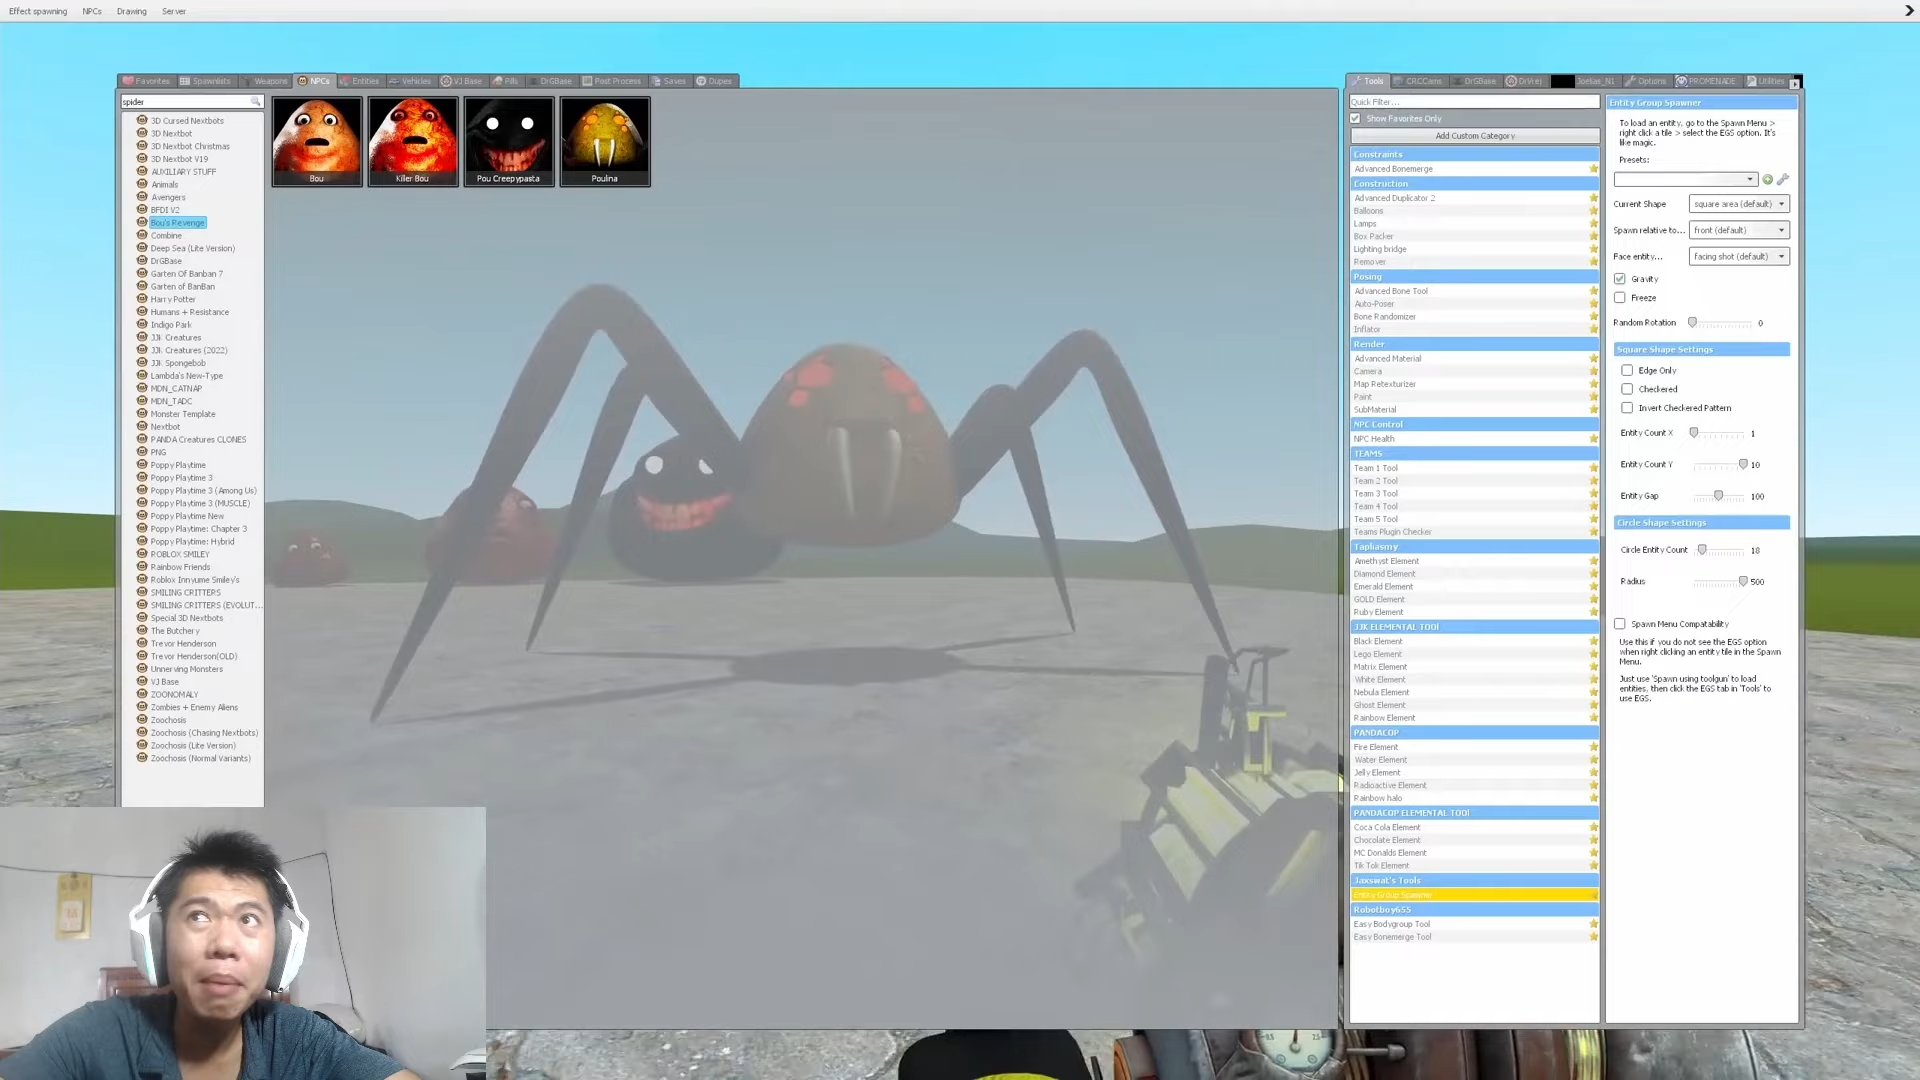 Effect spawning NPCs Drawing Server
Favorites Spawnlists Weapons NPCs Entities Vehicles VJ Base Pills DrGBase Post Process Saves Dupes
spider
3D Cursed Nextbots
3D Nextbot
3D Nextbot Christmas
3D Nextbot V19
AUXILIARY STUFF
Animals
Avengers
BFDI V2
Bou's Revenge
Combine
Deep Sea (Lite Version)
DrGBase
Garten Of Banban 7
Garten of BanBan
Harry Potter
Humans + Resistance
Indigo Park
JJK Creatures
JJK Creatures (2022)
JJK Spongebob
Lambda's New-Type
MDN_CATNAP
MDN_TADC
Monster Template
Nextbot
PANDA Creatures CLONES
PNG
Poppy Playtime
Poppy Playtime 3
Poppy Playtime 3 (Among Us)
Poppy Playtime 3 (MUSCLE)
Poppy Playtime New
Poppy Playtime: Chapter 3
Poppy Playtime: Hybrid
ROBLOX SMILEY
Rainbow Friends
Roblox Innyume Smiley's
SMILING CRITTERS
SMILING CRITTERS (EVOLUT...
Special 3D Nextbots
The Butchery
Trevor Henderson
Trevor Henderson(OLD)
Unnerving Monsters
VJ Base
ZOONOMALY
Zombies + Enemy Aliens
Zoochosis
Zoochosis (Chasing Nextbots)
Zoochosis (Lite Version)
Zoochosis (Normal Variants)
Bou Killer Bou Pou Creepypasta Poulina
Tools CRCCams DrGBase DrVrej Joelias_N1 Options PROMENADE Utilities
Quick Filter...
Show Favorites Only
Add Custom Category
Constraints
Advanced Bonemerge
Construction
Advanced Duplicator 2
Balloons
Lamps
Box Packer
Lighting bridge
Remover
Posing
Advanced Bone Tool
Auto-Poser
Bone Randomizer
Inflator
Render
Advanced Material
Camera
Map Retexturizer
Paint
SubMaterial
NPC Control
NPC Health
TEAMS
Team 1 Tool
Team 2 Tool
Team 3 Tool
Team 4 Tool
Team 5 Tool
Teams Plugin Checker
Tapliasmy
Amethyst Element
Diamond Element
Emerald Element
GOLD Element
Ruby Element
JJK ELEMENTAL TOOl
Black Element
Lego Element
Matrix Element
White Element
Nebula Element
Ghost Element
Rainbow Element
PANDACOP
Fire Element
Water Element
Jelly Element
Radioactive Element
Rainbow halo
PANDACOP ELEMENTAL TOOl
Coca Cola Element
Chocolate Element
MC Donalds Element
Tik Tok Element
Jaxswat's Tools
Entity Group Spawner
Robotboy655
Easy Bodygroup Tool
Easy Bonemerge Tool
Entity Group Spawner
To load an entity, go to the Spawn Menu >
right click a tile > select the EGS option. It's
like magic.
Presets:
Current Shape square area (default)
Spawn relative to... front (default)
Face entity... facing shot (default)
Gravity
Freeze
Random Rotation 0
Square Shape Settings
Edge Only
Checkered
Invert Checkered Pattern
Entity Count X 1
Entity Count Y 10
Entity Gap 100
Circle Shape Settings
Circle Entity Count 18
Radius 500
Spawn Menu Compatability
Use this if you do not see the EGS option
when right clicking an entity tile in the Spawn
Menu.
Just use 'Spawn using toolgun' to load
entities, then click the EGS tab in 'Tools' to
use EGS.